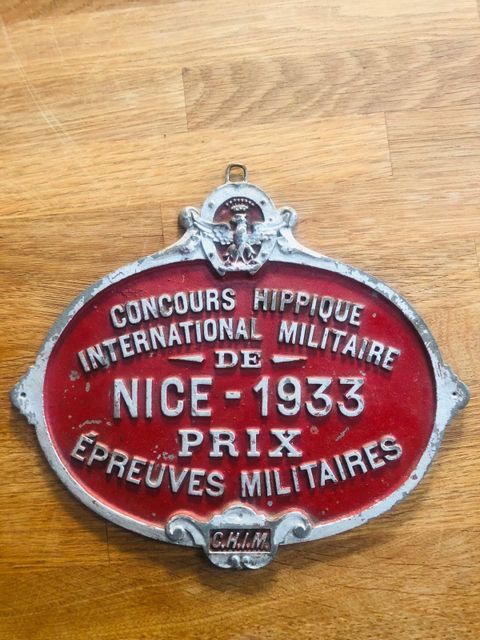 CONCOURS HIPPIQUE
INTERNATIONAL MILITAIRE
DE
NICE - 1933
PRIX
ÉPREUVES MILITAIRES
C.H.I.M.